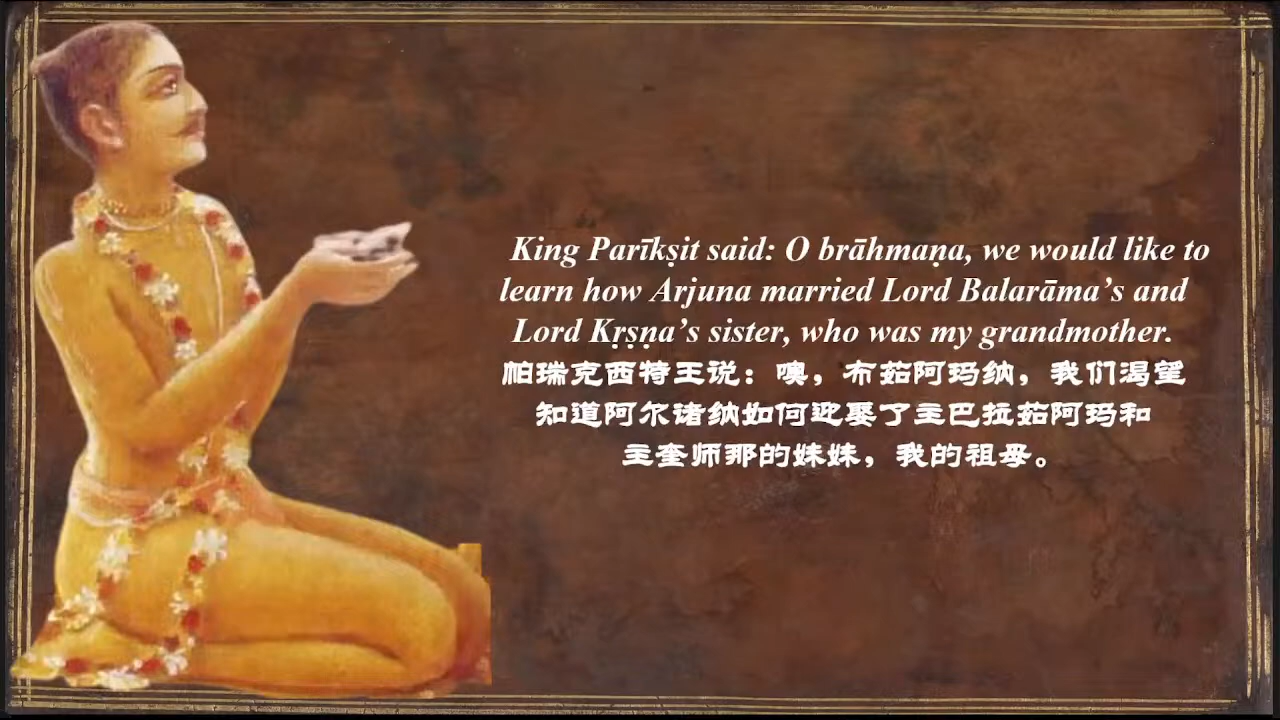 King Parīkṣit said: O brāhmaṇa, we would like to
learn how Arjuna married Lord Balarāma’s and
Lord Kṛṣṇa’s sister, who was my grandmother.
帕瑞克西特王说：噢，布茹阿玛纳，我们渴望
知道阿尔诸纳如何迎娶了主巴拉茹阿玛和
主奎师那的妹妹，我的祖母。